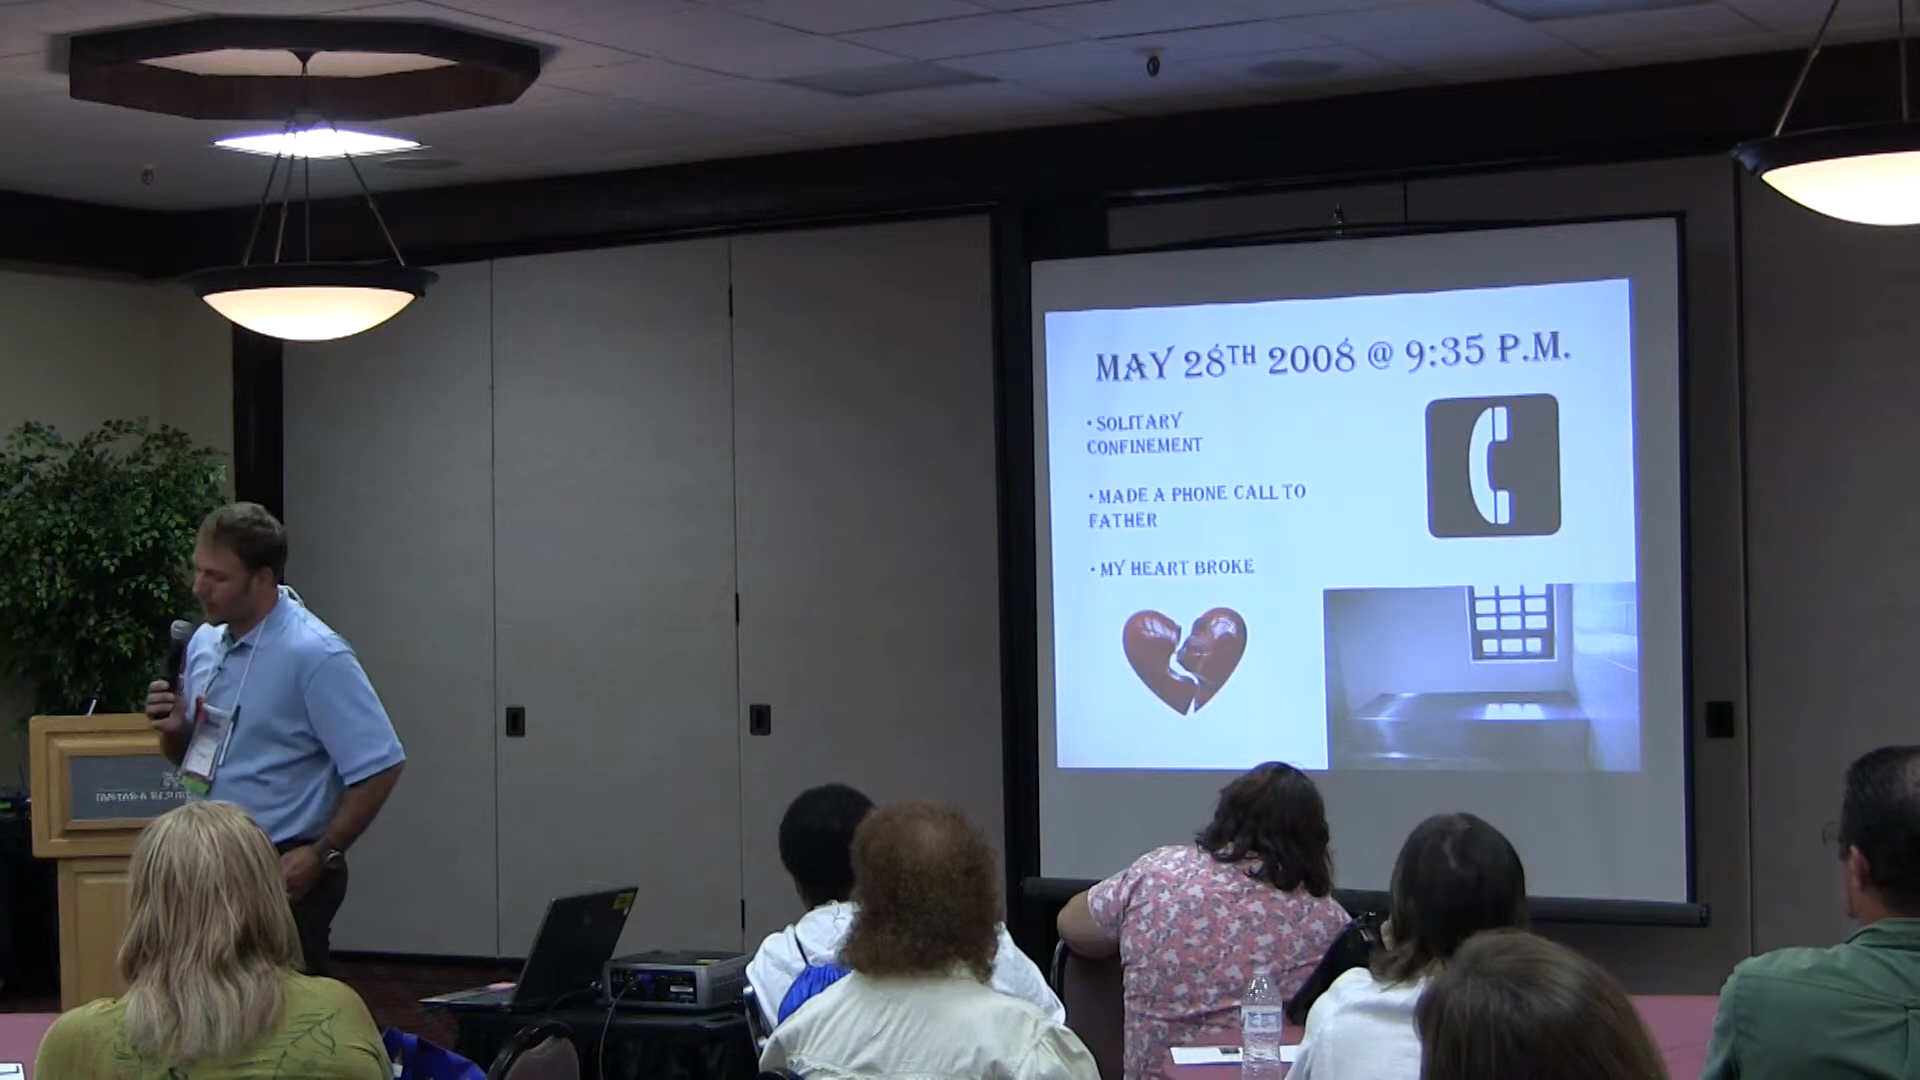 MAY 28TH 2008 @ 9:35 P.M.
• SOLITARY
CONFINEMENT
• MADE A PHONE CALL TO
FATHER
• MY HEART BROKE